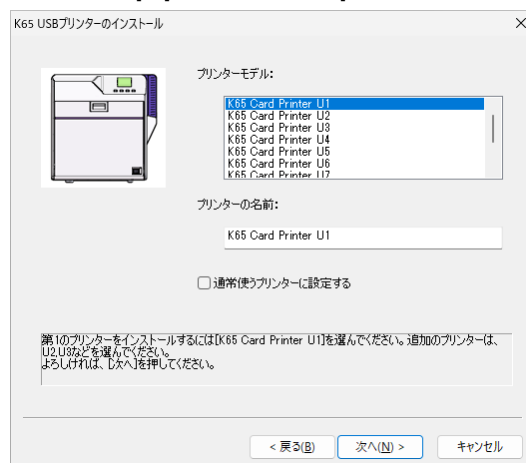 K65 USBプリンターのインストール
プリンターモデル:
K65 Card Printer U1
K65 Card Printer U2
K65 Card Printer U3
K65 Card Printer U4
K65 Card Printer U5
K65 Card Printer U6
K65 Card Printer U7
プリンターの名前:
K65 Card Printer U1
通常使うプリンターに設定する
第1のプリンターをインストールするには[K65 Card Printer U1]を選んでください。追加のプリンターは、
U2,U3などを選んでください。
よろしければ、[次へ]を押してください。
< 戻る(B) 次へ(N) > キャンセル